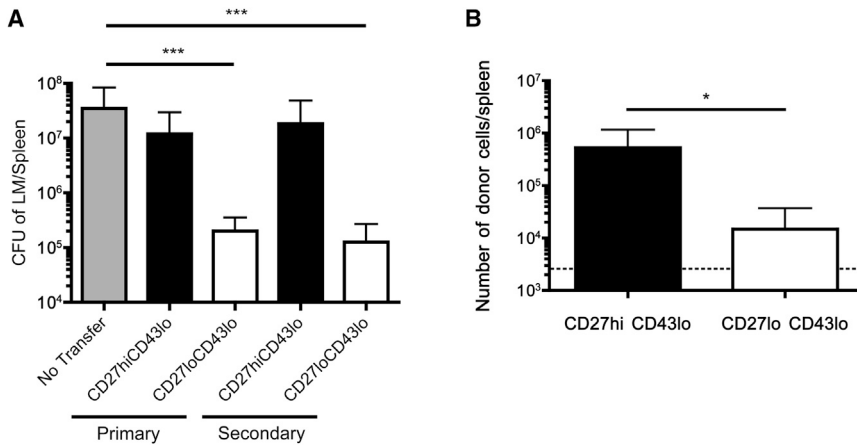 A
***
***
CFU of LM/Spleen
10⁸
10⁷
10⁶
10⁵
10⁴
No Transfer
CD27hiCD43lo
CD27loCD43lo
CD27hiCD43lo
CD27loCD43lo
Primary
Secondary
B
*
Number of donor cells/spleen
10⁷
10⁶
10⁵
10⁴
10³
CD27hi CD43lo
CD27lo CD43lo